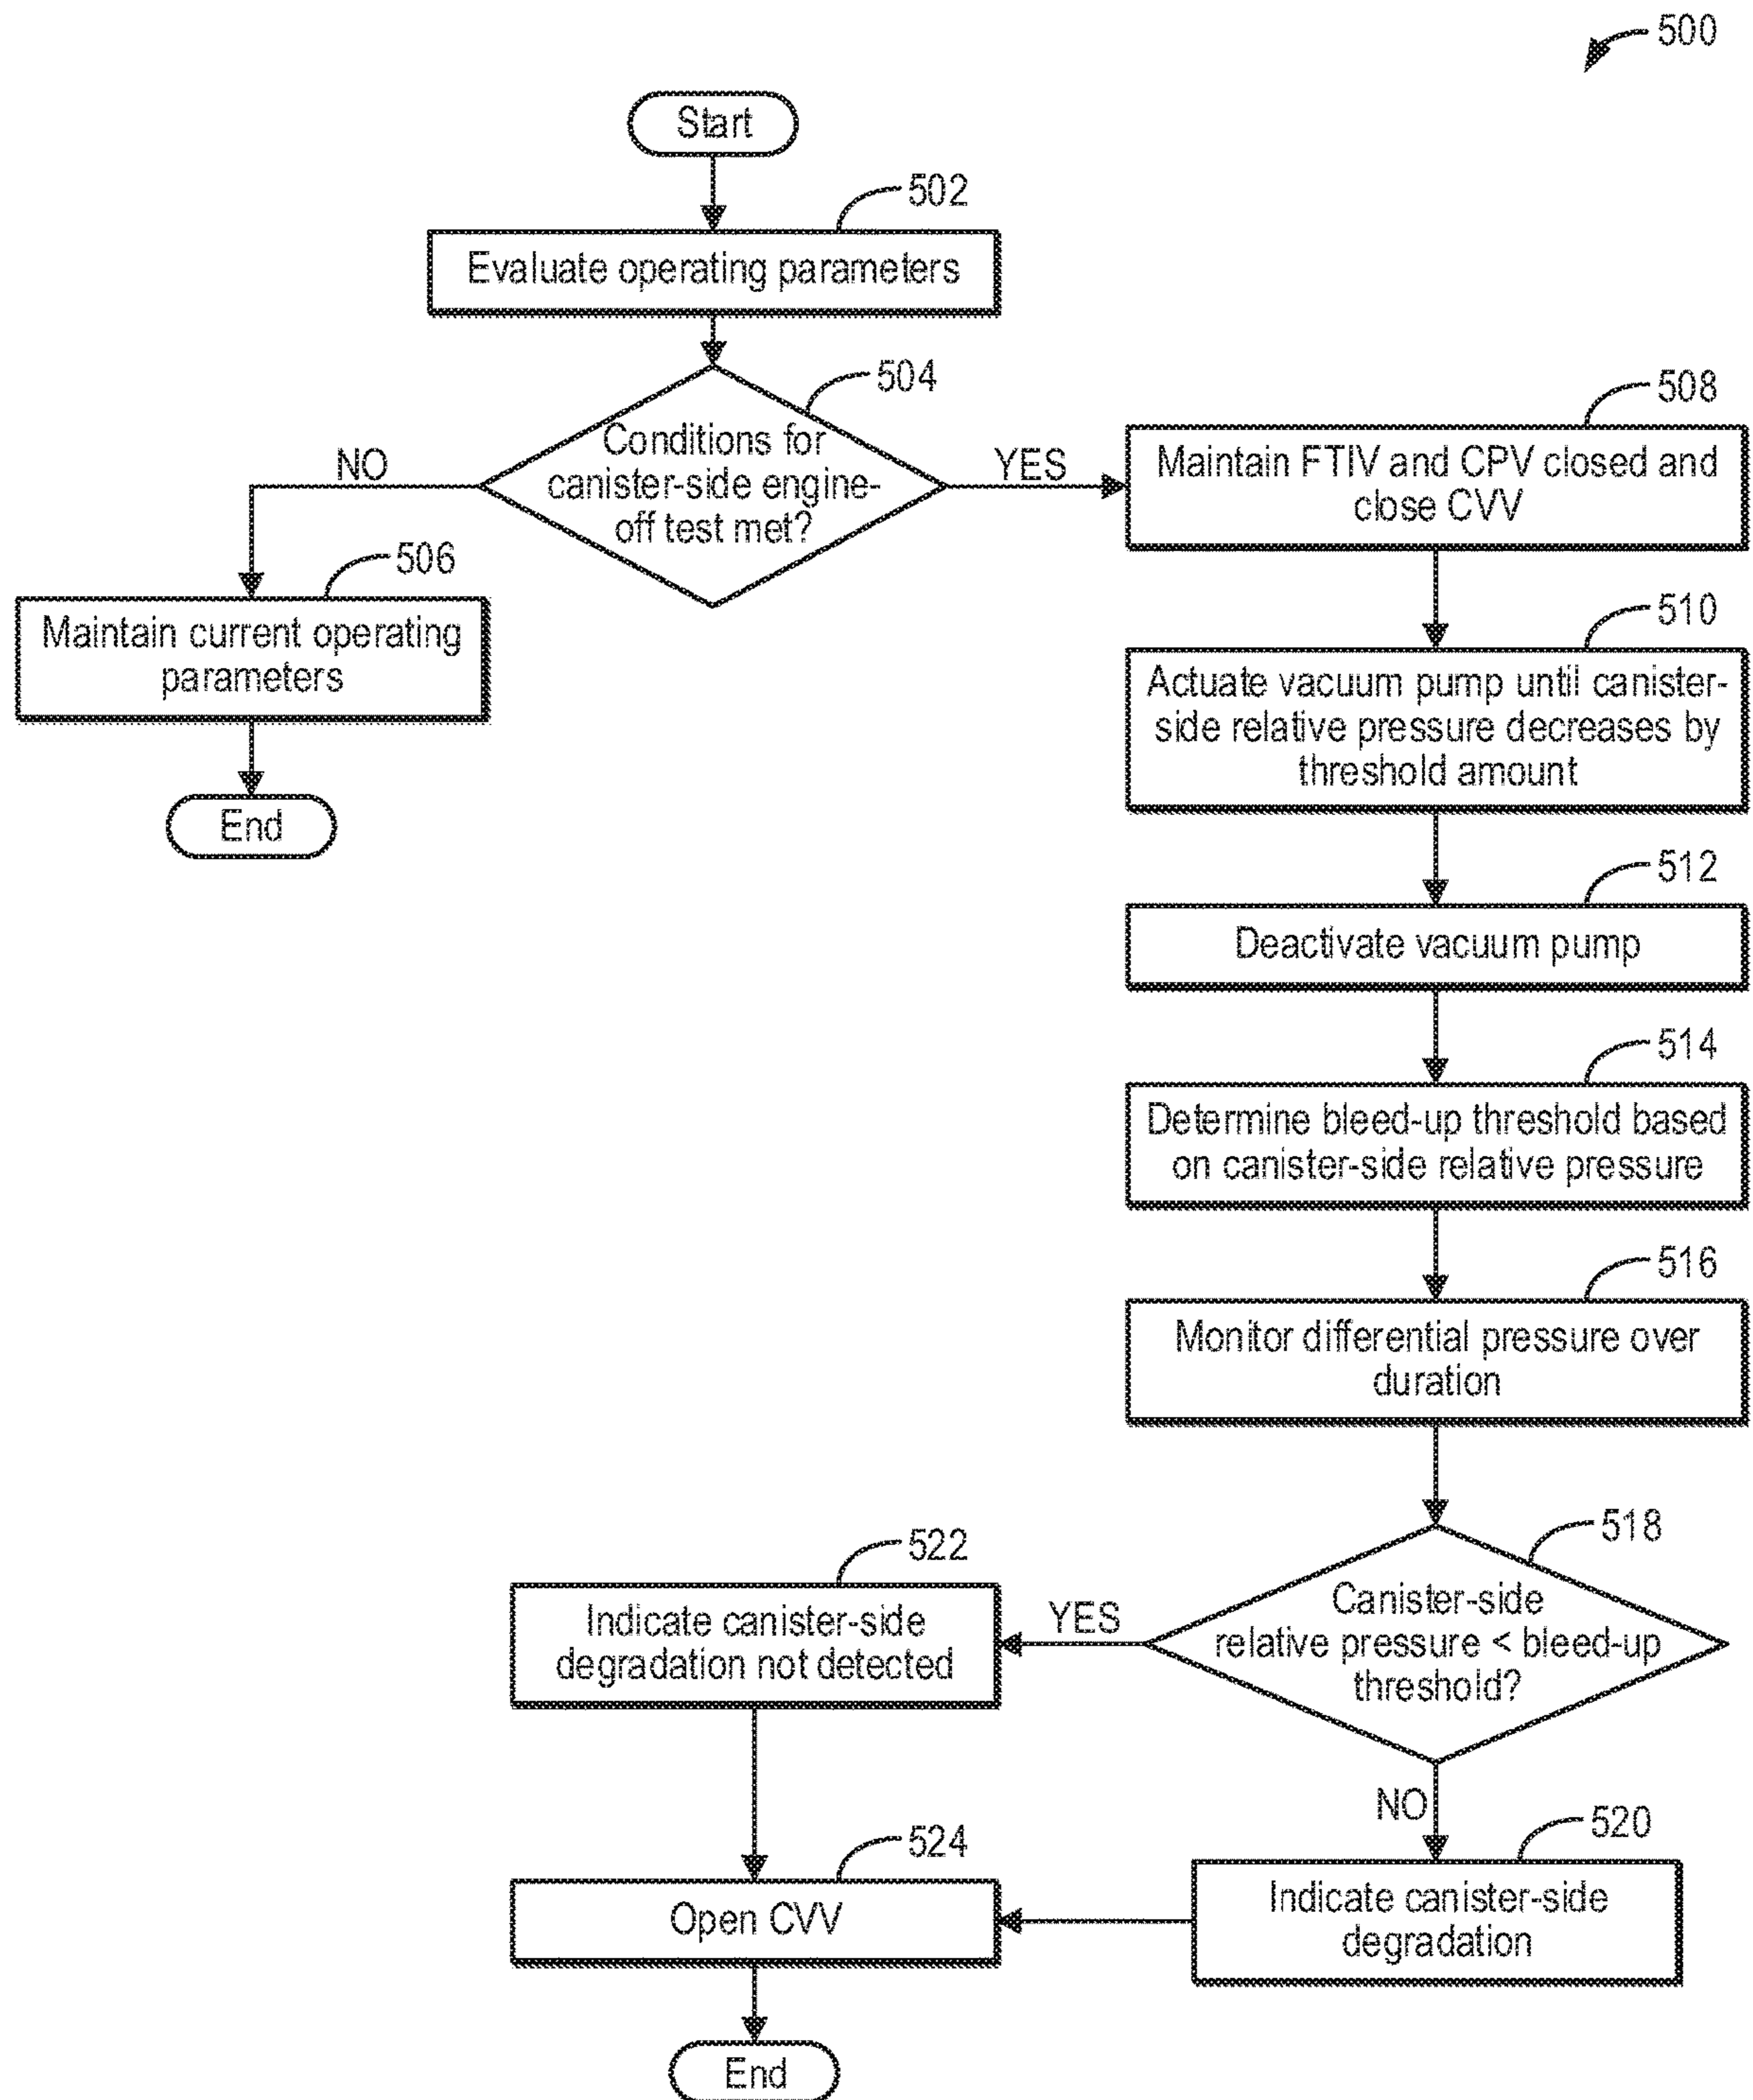 500
Start
502
Evaluate operating parameters
504
Conditions for
canister-side engine-
off test met?
NO
YES
506
Maintain current operating
parameters
End
508
Maintain FTIV and CPV closed and
close CVV
510
Actuate vacuum pump until canister-
side relative pressure decreases by
threshold amount
512
Deactivate vacuum pump
514
Determine bleed-up threshold based
on canister-side relative pressure
516
Monitor differential pressure over
duration
518
Canister-side
relative pressure < bleed-up
threshold?
YES
522
Indicate canister-side
degradation not detected
NO
520
Indicate canister-side
degradation
524
Open CVV
End